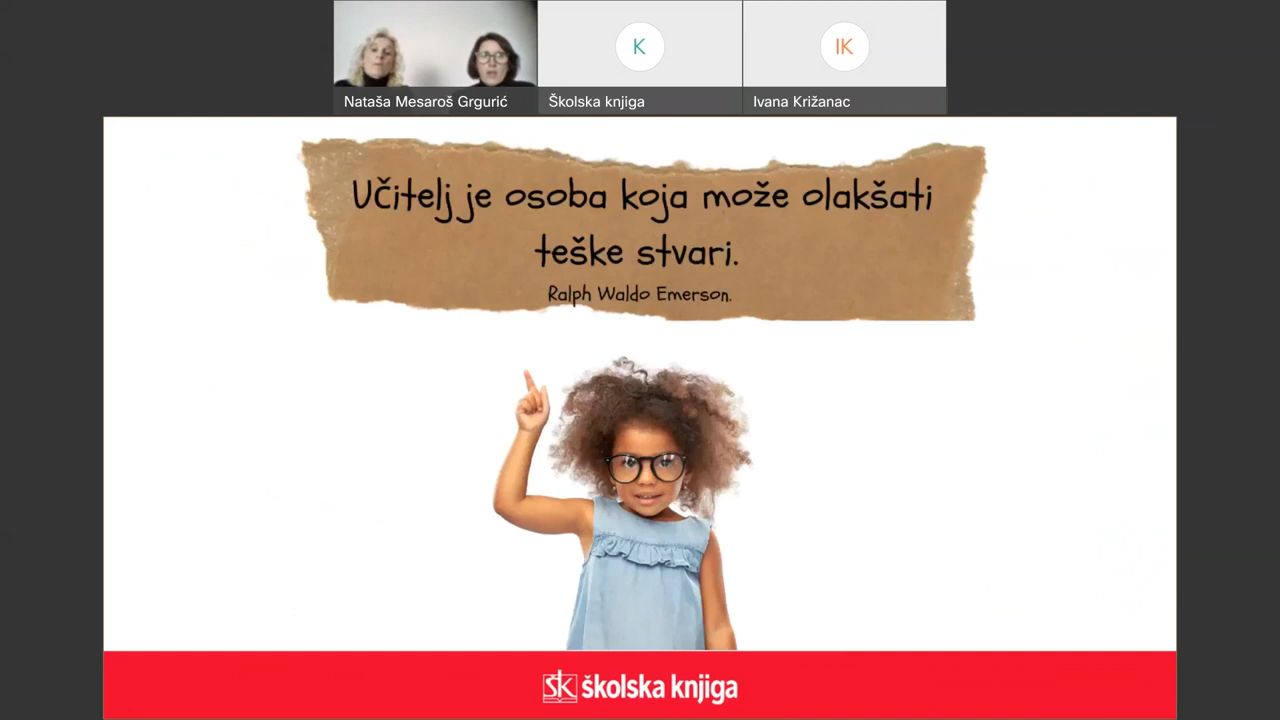 K
IK
Nataša Mesaroš Grgurić
Školska knjiga
Ivana Križanac
Učitelj je osoba koja može olakšati
teške stvari.
Ralph Waldo Emerson.
šk školska knjiga